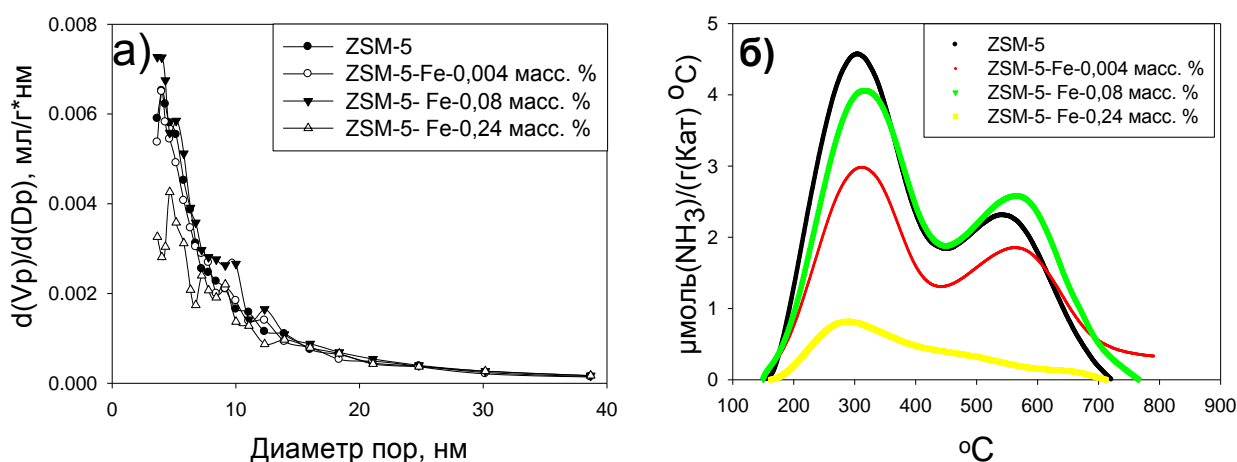 а)
d(Vp)/d(Dp), мл/г*нм
0.008
0.006
0.004
0.002
0.000
0
10
20
30
40
Диаметр пор, нм
ZSM-5
ZSM-5-Fe-0,004 масс. %
ZSM-5- Fe-0,08 масс. %
ZSM-5- Fe-0,24 масс. %
б)
μмоль(NH3)/(г(Кат) °C)
5
4
3
2
1
0
100
200
300
400
500
600
700
800
900
°C
ZSM-5
ZSM-5-Fe-0,004 масс. %
ZSM-5- Fe-0,08 масс. %
ZSM-5- Fe-0,24 масс. %